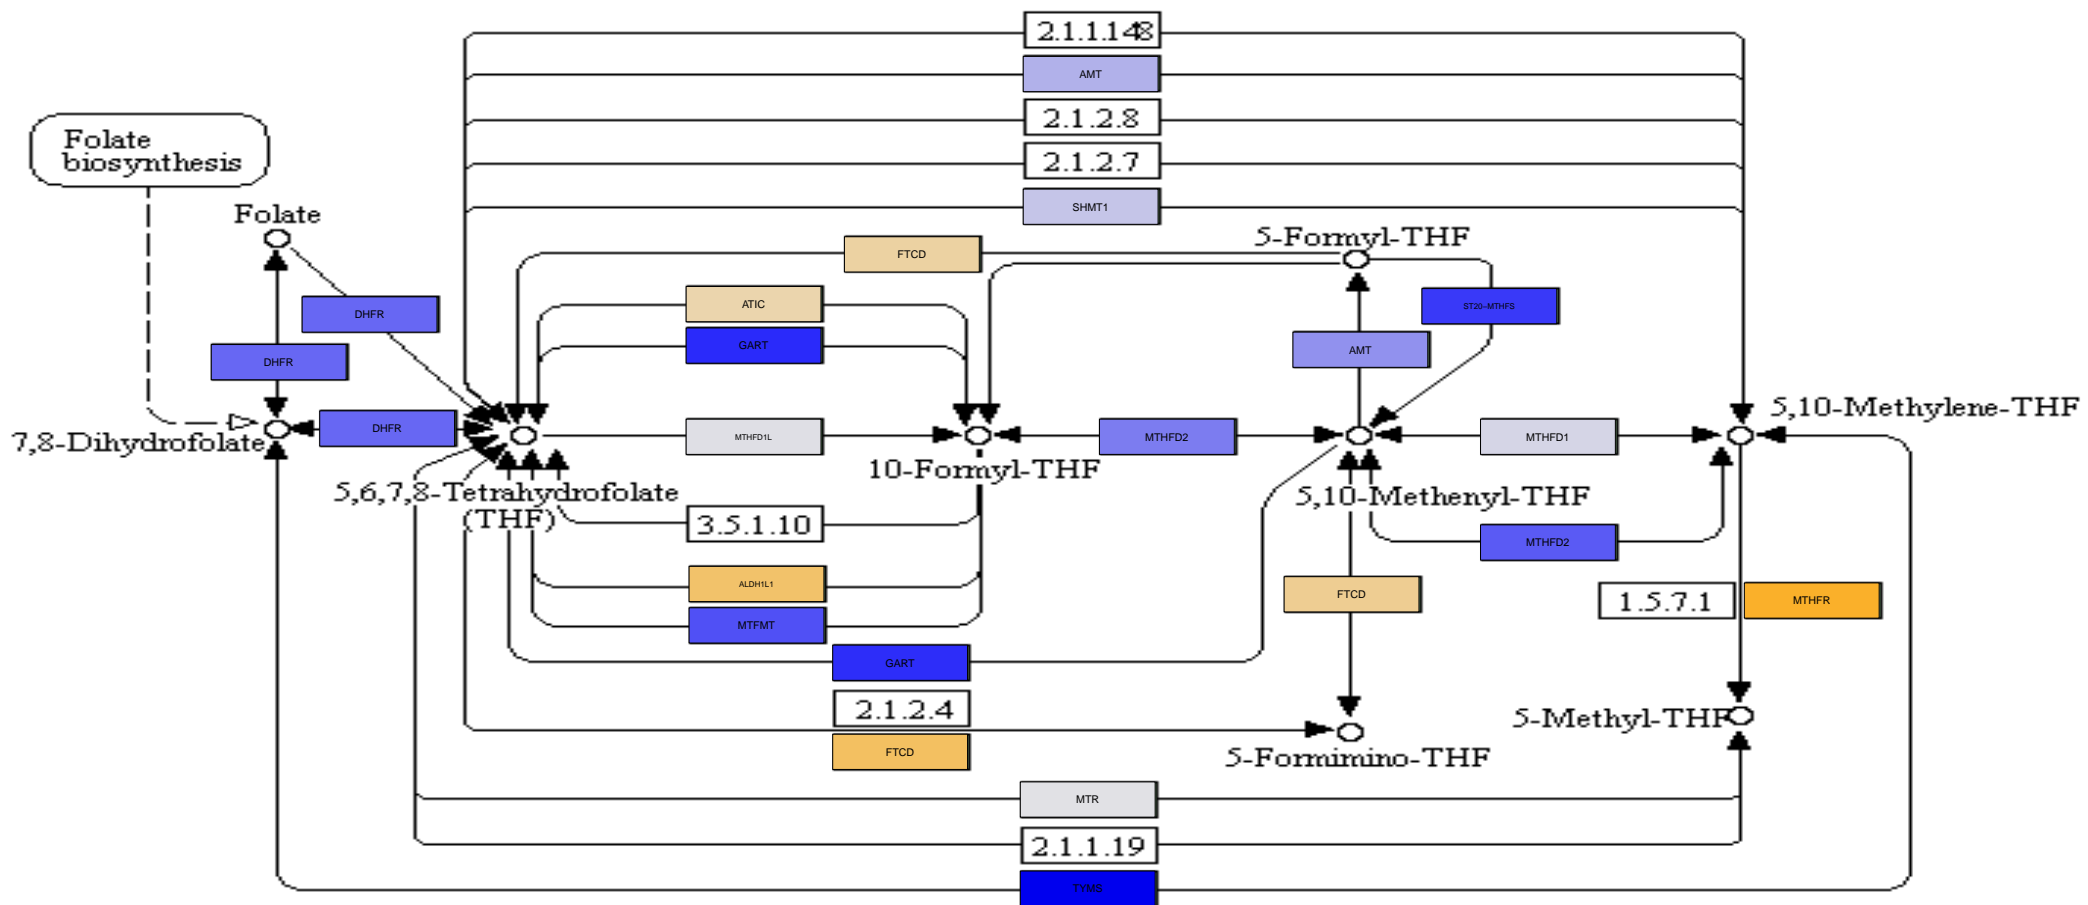 2.1.1.148
AMT
2.1.2.8
2.1.2.7
SHMT1
Folate
biosynthesis
Folate
5-Formyl-THF
FTCD
ATIC
GART
DHFR
DHFR
DHFR
ST20-MTHFS
AMT
7,8-Dihydrofolate
MTHFD1L
MTHFD2
MTHFD1
5,10-Methylene-THF
10-Formyl-THF
5,6,7,8-Tetrahydrofolate
(THF)
5,10-Methenyl-THF
3.5.1.10
MTHFD2
ALDH1L1
MTFMT
FTCD
1.5.7.1
MTHFR
GART
2.1.2.4
FTCD
5-Methyl-THF
5-Formimino-THF
MTR
2.1.1.19
TYMS